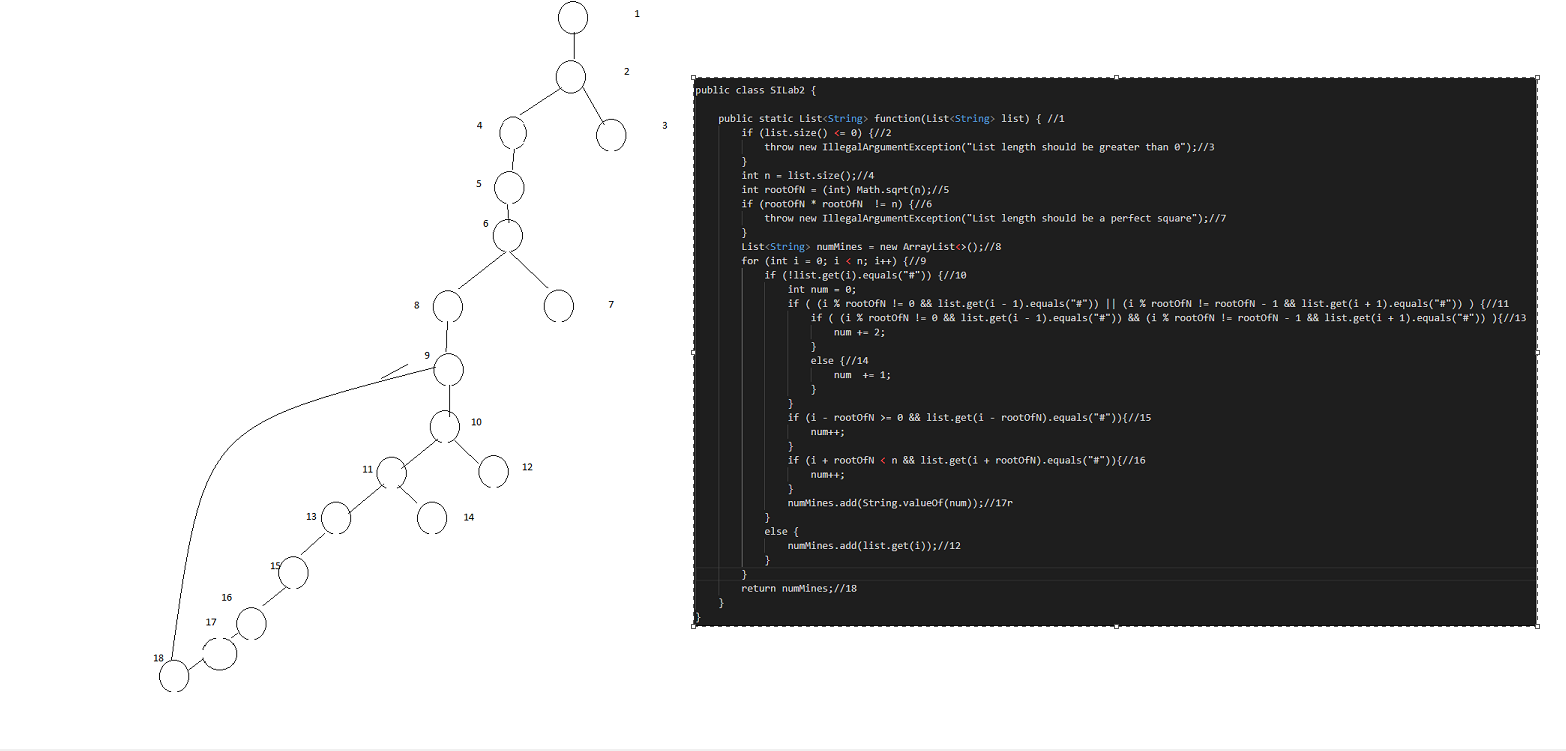 1
2
3
4
5
6
7
8
9
10
11
12
13
14
15
16
17
18
public class SILab2 {
public static List<String> function(List<String> list) { //1
if (list.size() <= 0) {//2
throw new IllegalArgumentException("List length should be greater than 0");//3
}
int n = list.size();//4
int rootOfN = (int) Math.sqrt(n);//5
if (rootOfN * rootOfN  != n) {//6
throw new IllegalArgumentException("List length should be a perfect square");//7
}
List<String> numMines = new ArrayList<>();//8
for (int i = 0; i < n; i++) {//9
if (!list.get(i).equals("#")) {//10
int num = 0;
if ( (i % rootOfN != 0 && list.get(i - 1).equals("#")) || (i % rootOfN != rootOfN - 1 && list.get(i + 1).equals("#")) ) {//11
if ( (i % rootOfN != 0 && list.get(i - 1).equals("#")) && (i % rootOfN != rootOfN - 1 && list.get(i + 1).equals("#")) ){//13
num += 2;
}
else {//14
num  += 1;
}
}
if (i - rootOfN >= 0 && list.get(i - rootOfN).equals("#")){//15
num++;
}
if (i + rootOfN < n && list.get(i + rootOfN).equals("#")){//16
num++;
}
numMines.add(String.valueOf(num));//17r
}
else {
numMines.add(list.get(i));//12
}
}
return numMines;//18
}
}